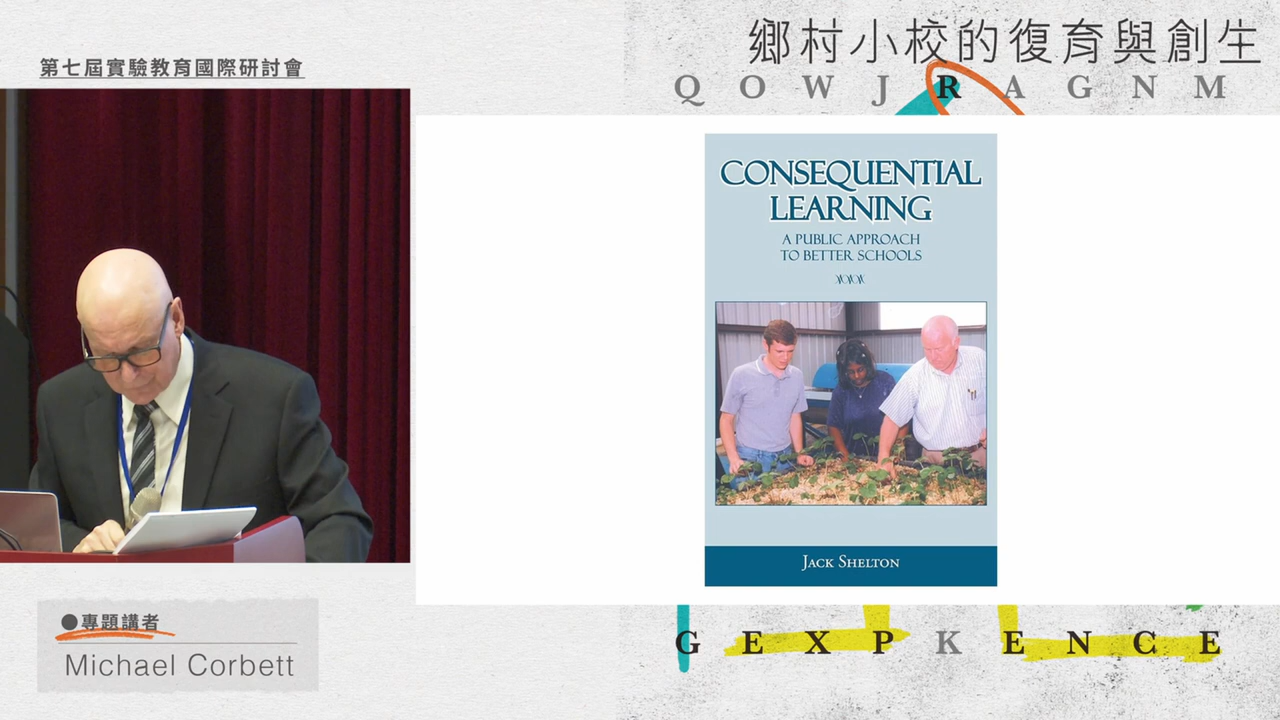 第七屆實驗教育國際研討會
鄉村小校的復育與創生
Q O W J R A G N M
CONSEQUENTIAL
LEARNING
A PUBLIC APPROACH
TO BETTER SCHOOLS
JACK SHELTON
●專題講者
Michael Corbett
G E X P K E N C E